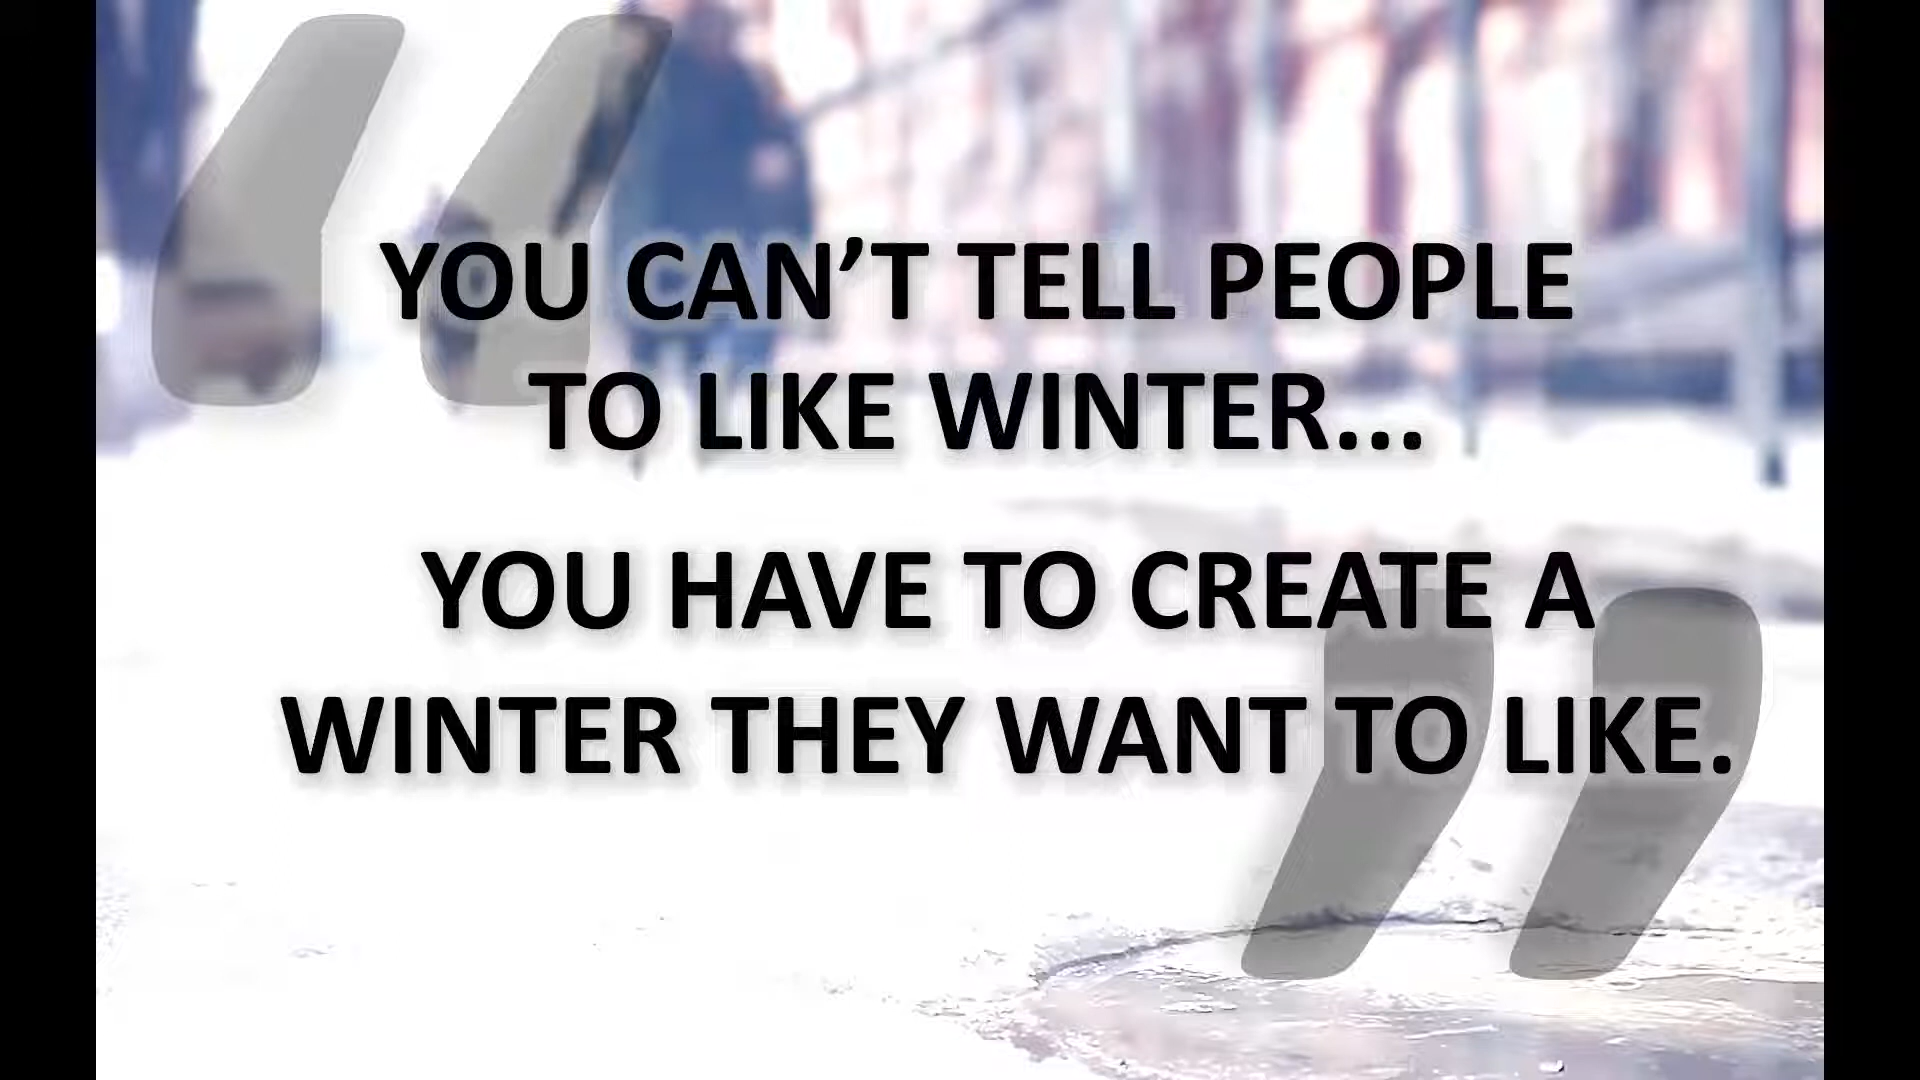 “
YOU CAN’T TELL PEOPLE
TO LIKE WINTER...
YOU HAVE TO CREATE A
WINTER THEY WANT TO LIKE.
”